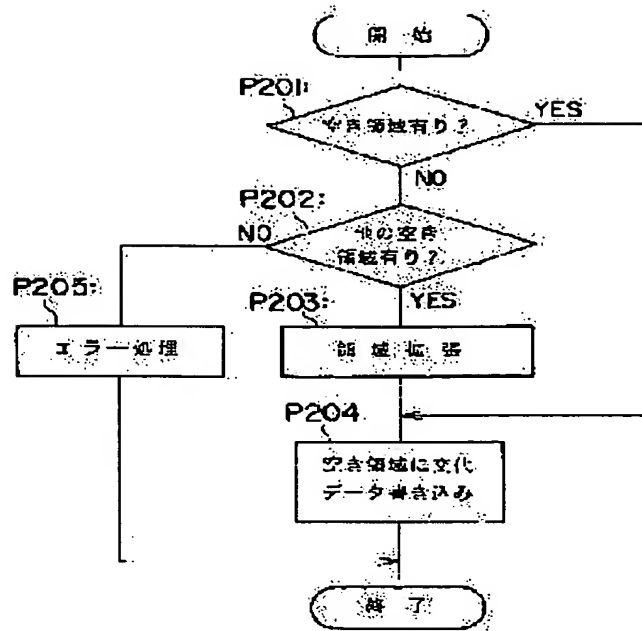 開始
P201:
空き領域有り?
YES
NO
P202:
他の空き
領域有り?
NO
YES
P205:
エラー処理
P203:
領域拡張
P204
空き領域に交代
データ書き込み
終了